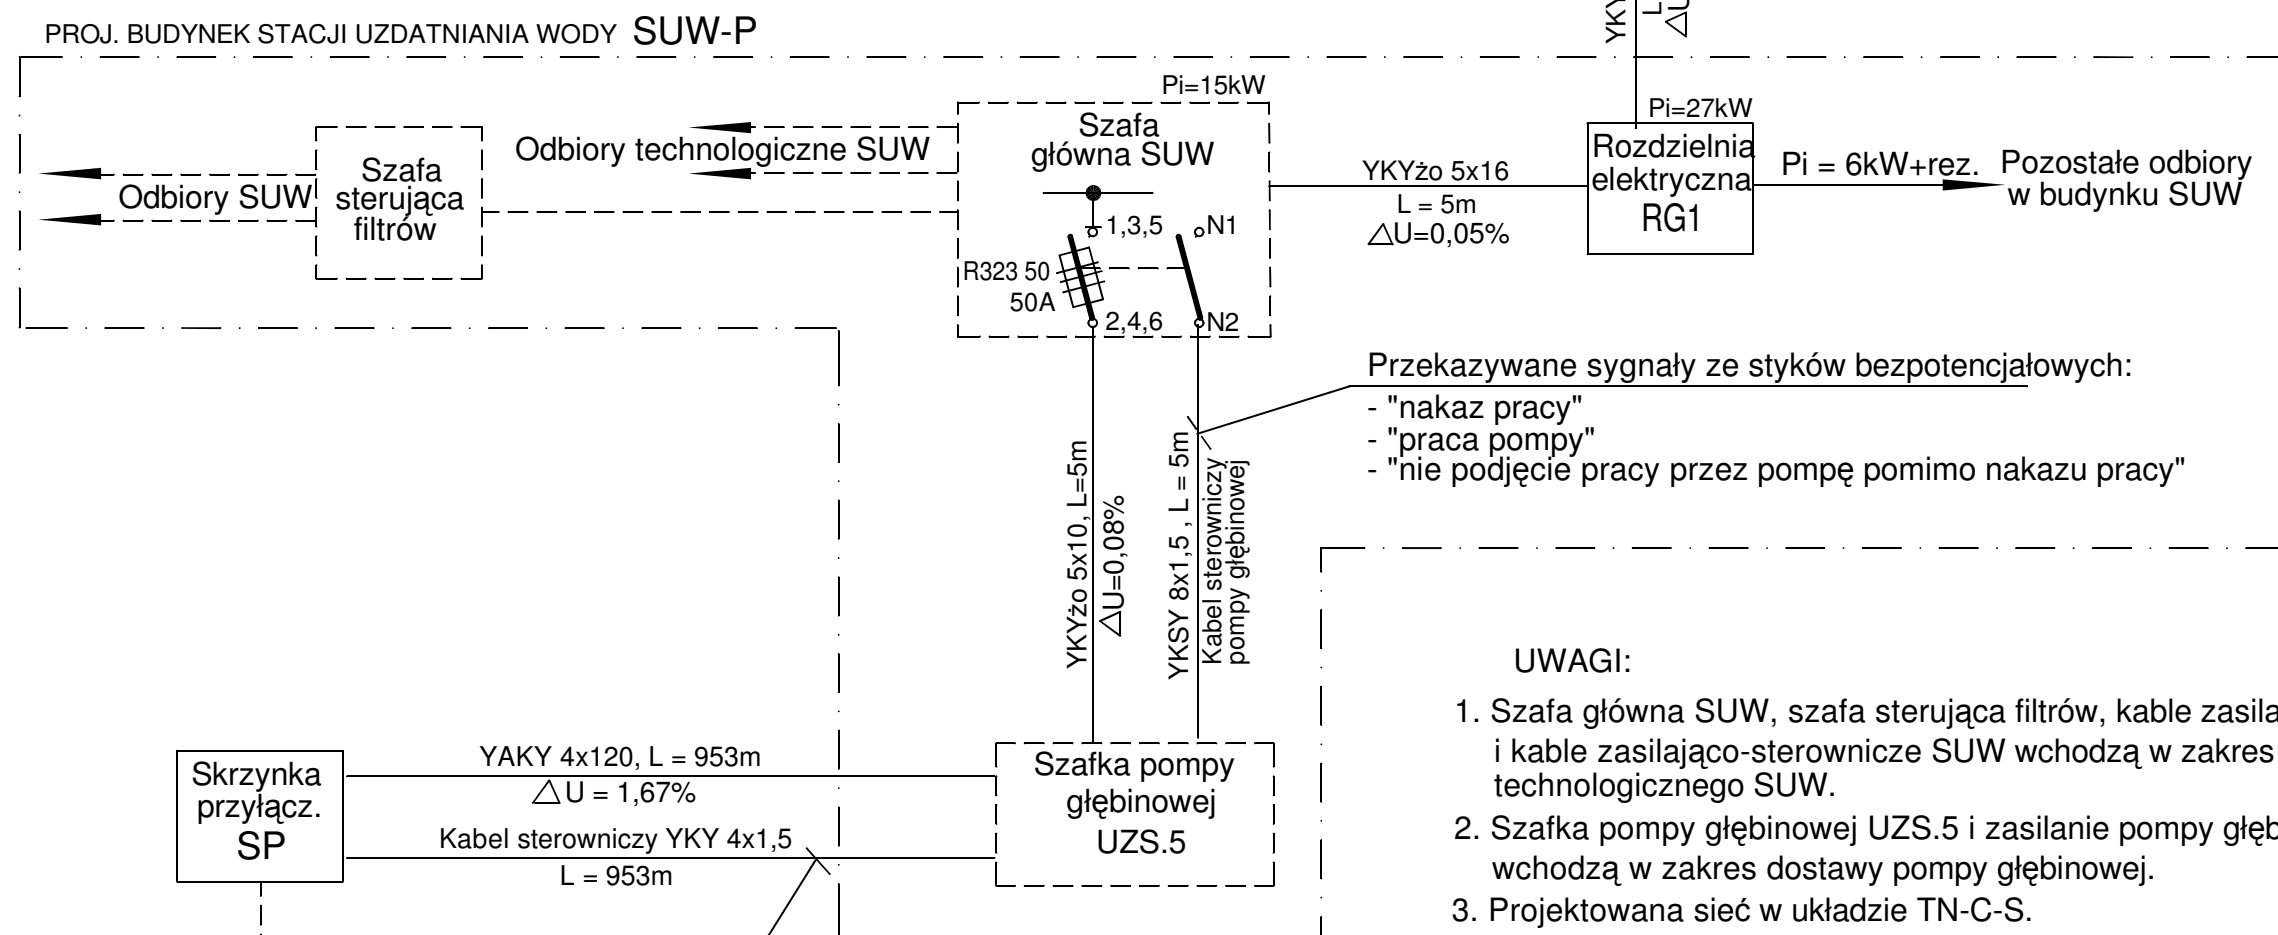 PROJ. BUDYNEK STACJI UZDATNIANIA WODY SUW-P
YKY
L
△U
Pi=15kW
Szafa
główna SUW
Odbiory technologiczne SUW
Szafa
sterująca
filtrów
Odbiory SUW
1,3,5
N1
R323 50
50A
2,4,6
N2
YKYżo 5x16
L = 5m
△U=0,05%
Pi=27kW
Rozdzielnia
elektryczna
RG1
Pi = 6kW+rez.
Pozostałe odbiory
w budynku SUW
Przekazywane sygnały ze styków bezpotencjałowych:
- "nakaz pracy"
- "praca pompy"
- "nie podjęcie pracy przez pompę pomimo nakazu pracy"
YKYżo 5x10, L=5m
△U=0,08%
YKSY 8x1,5 , L = 5m
Kabel sterowniczy
pompy głębinowej
Skrzynka
przyłącz.
SP
YAKY 4x120, L = 953m
△U = 1,67%
Kabel sterowniczy YKY 4x1,5
L = 953m
Szafka pompy
głębinowej
UZS.5
UWAGI:
1. Szafa główna SUW, szafa sterująca filtrów, kable zasila
i kable zasilająco-sterownicze SUW wchodzą w zakres
technologicznego SUW.
2. Szafka pompy głębinowej UZS.5 i zasilanie pompy głęb
wchodzą w zakres dostawy pompy głębinowej.
3. Projektowana sieć w układzie TN-C-S.